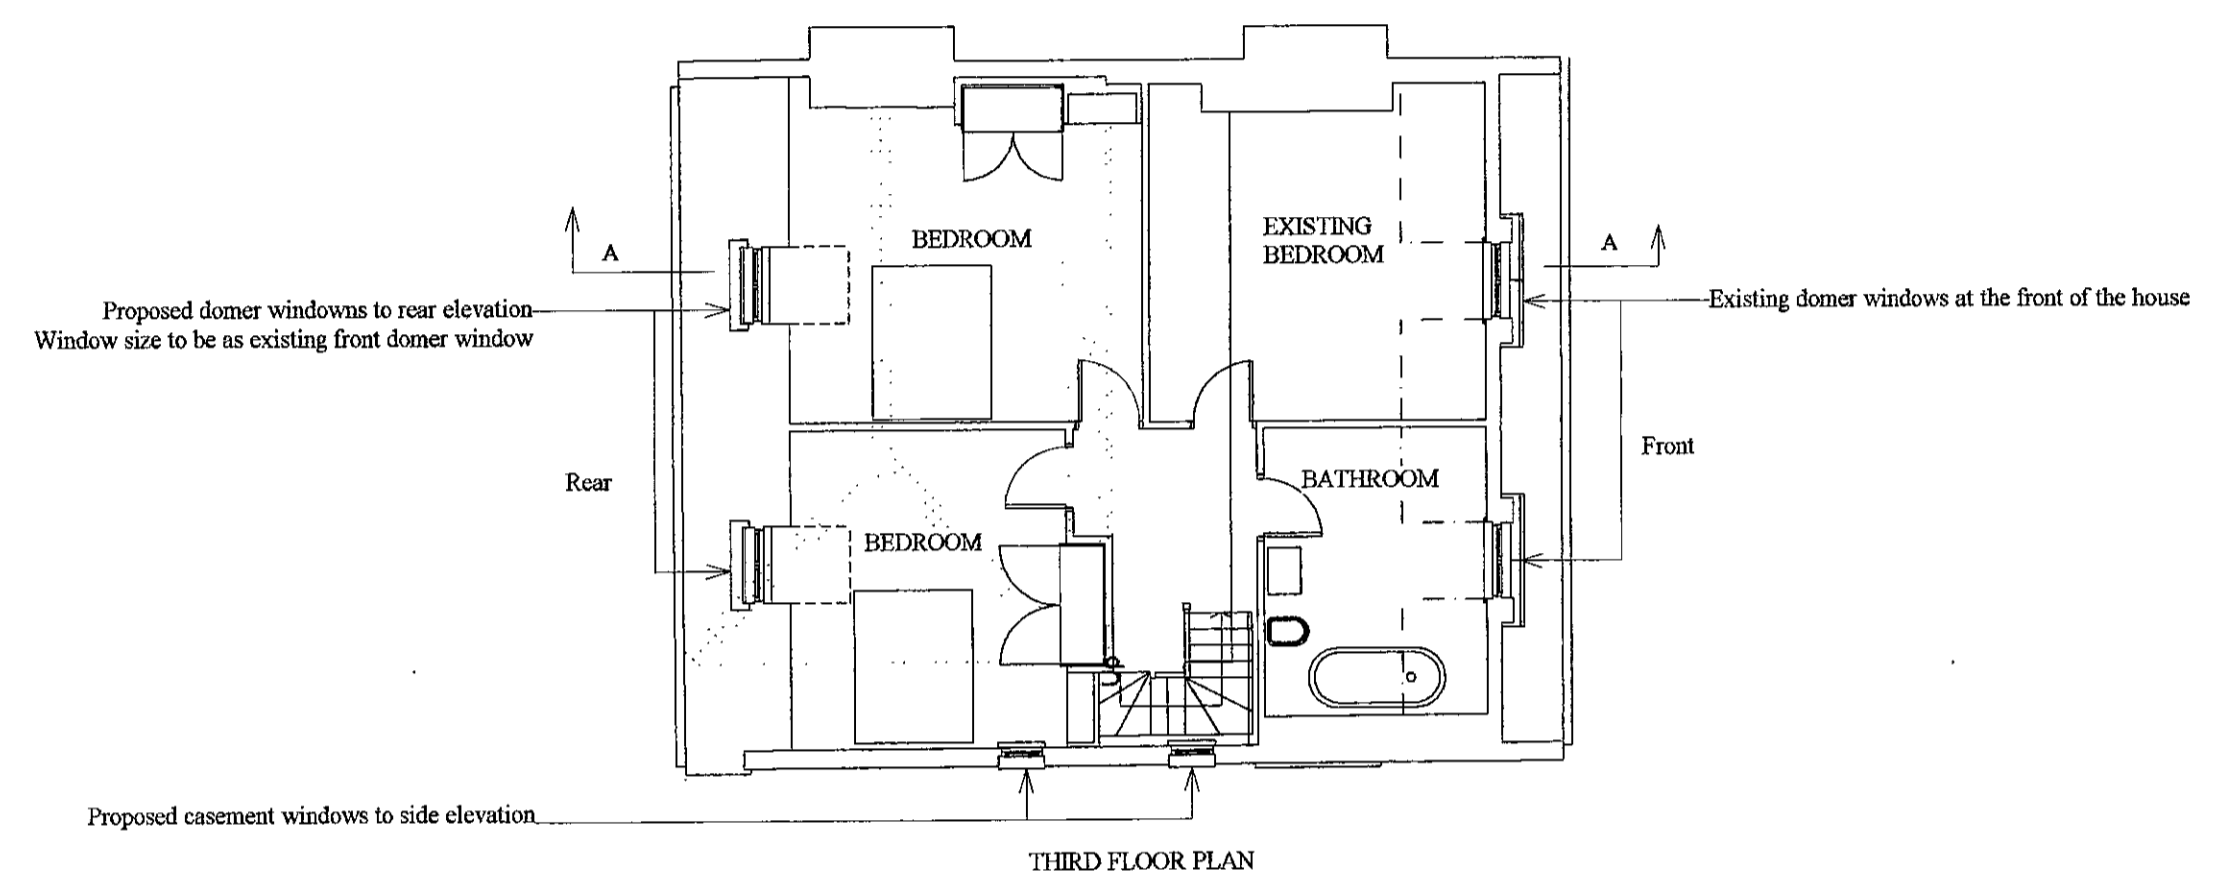 BEDROOM
EXISTING
BEDROOM
A
A
Proposed domer windowns to rear elevation
Window size to be as existing front domer window
Existing domer windows at the front of the house
Rear
Front
BATHROOM
BEDROOM
Proposed casement windows to side elevation
THIRD FLOOR PLAN